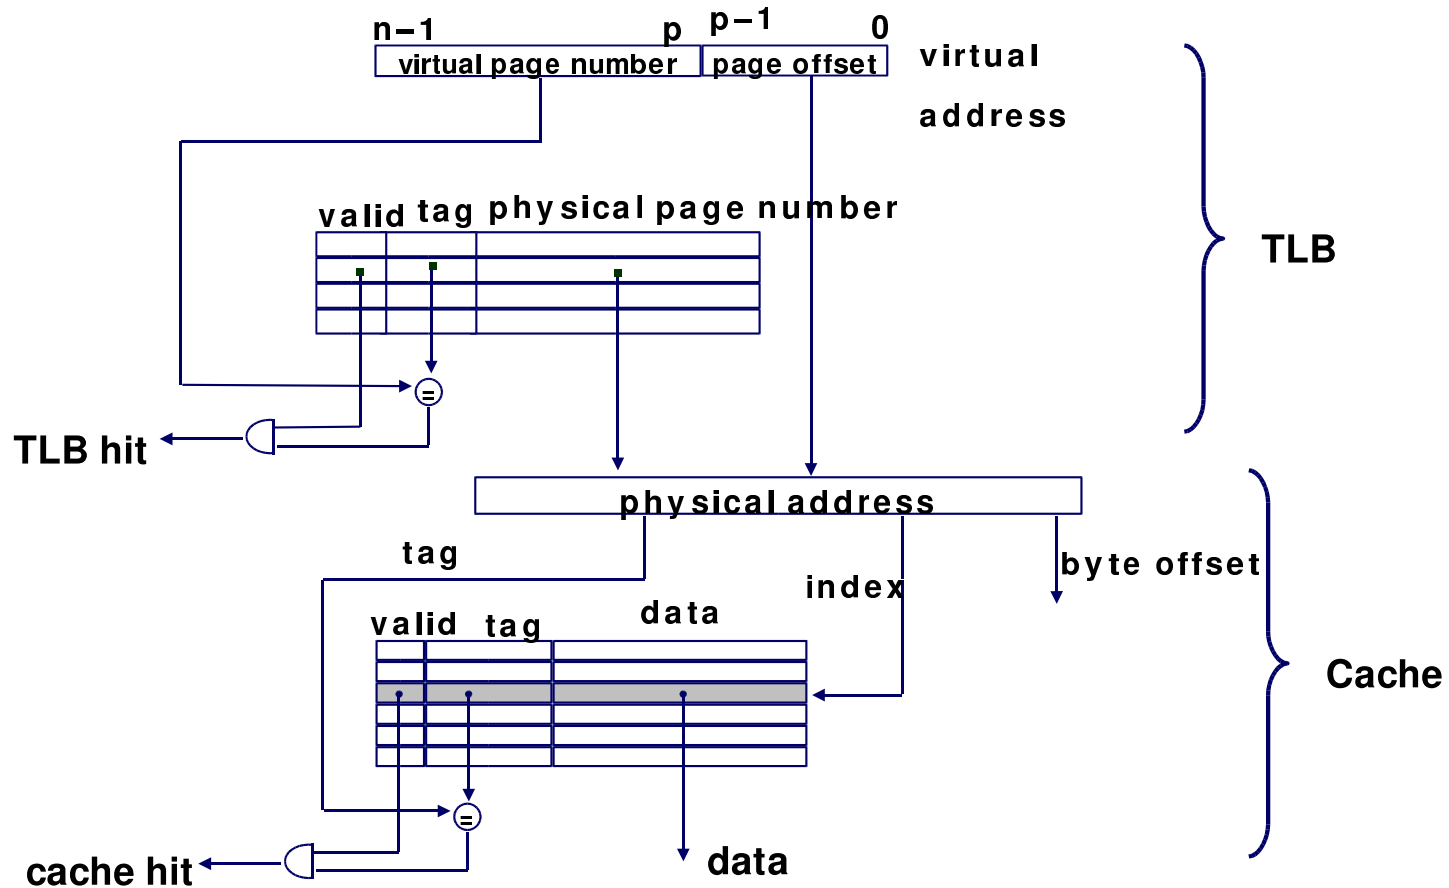 n−1 p p−1 0
virtual page number page offset virtual
address
valid tag physical page number
TLB
=
TLB hit
physical address
tag
index
byte offset
valid tag data
Cache
=
cache hit
data